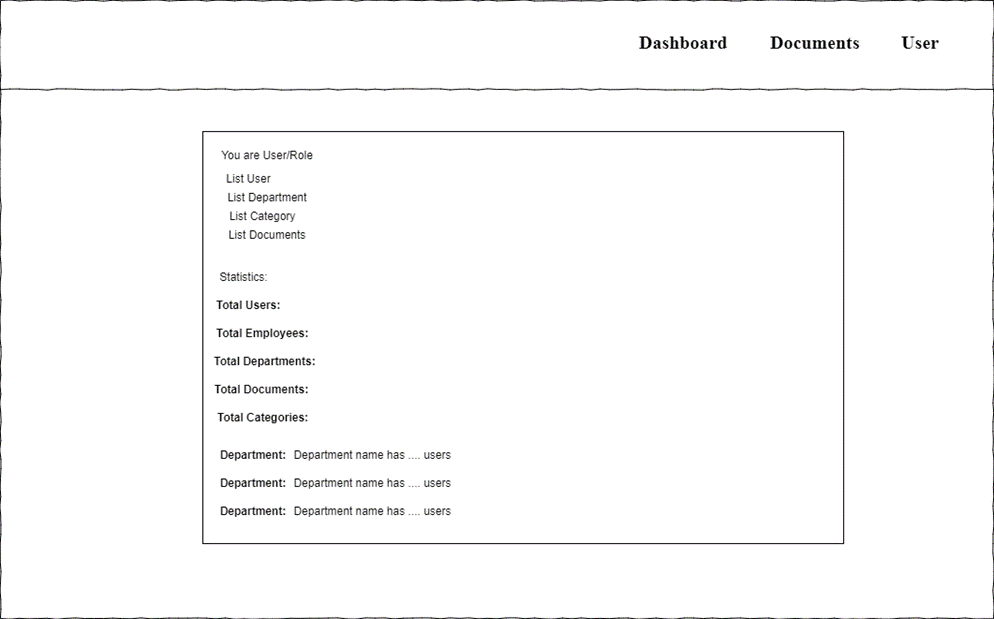 Dashboard Documents User
You are User/Role
List User
List Department
List Category
List Documents
Statistics:
Total Users:
Total Employees:
Total Departments:
Total Documents:
Total Categories:
Department: Department name has .... users
Department: Department name has .... users
Department: Department name has .... users